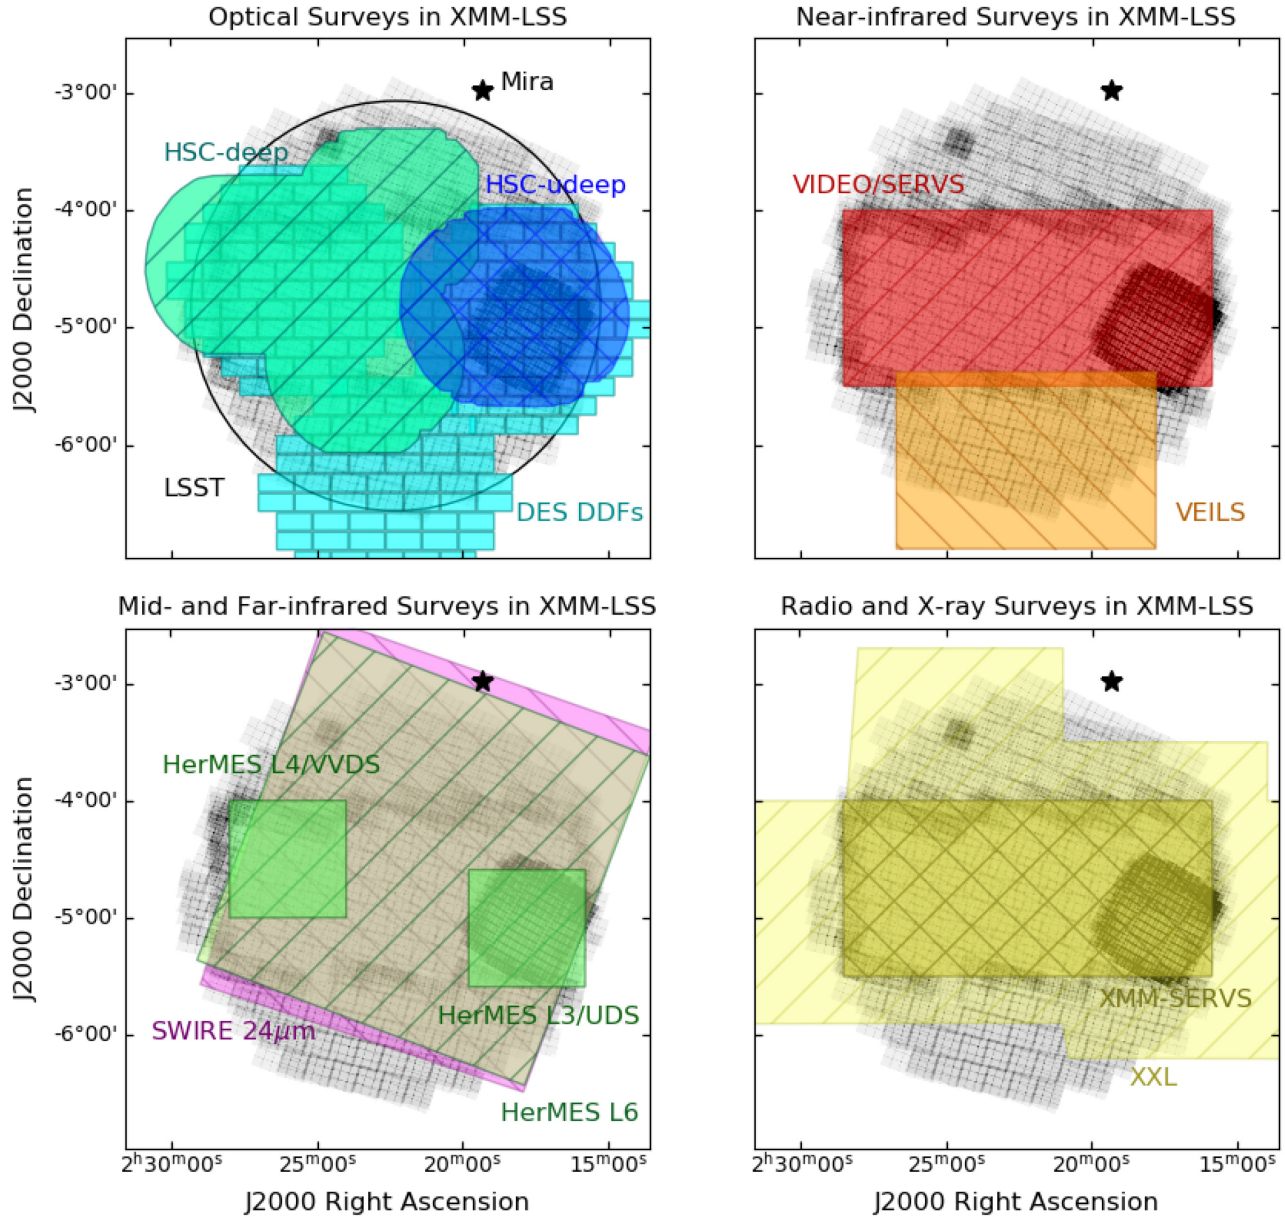 Optical Surveys in XMM-LSS
Near-infrared Surveys in XMM-LSS
Mira
-3°00'
HSC-deep
HSC-udeep
VIDEO/SERVS
-4°00'
-5°00'
-6°00'
LSST
DES DDFs
VEILS
J2000 Declination
Mid- and Far-infrared Surveys in XMM-LSS
Radio and X-ray Surveys in XMM-LSS
-3°00'
HerMES L4/VVDS
-4°00'
-5°00'
XMM-SERVS
HerMES L3/UDS
SWIRE 24μm
-6°00'
XXL
HerMES L6
J2000 Declination
2ʰ30ᵐ00ˢ 25ᵐ00ˢ 20ᵐ00ˢ 15ᵐ00ˢ
2ʰ30ᵐ00ˢ 25ᵐ00ˢ 20ᵐ00ˢ 15ᵐ00ˢ
J2000 Right Ascension
J2000 Right Ascension